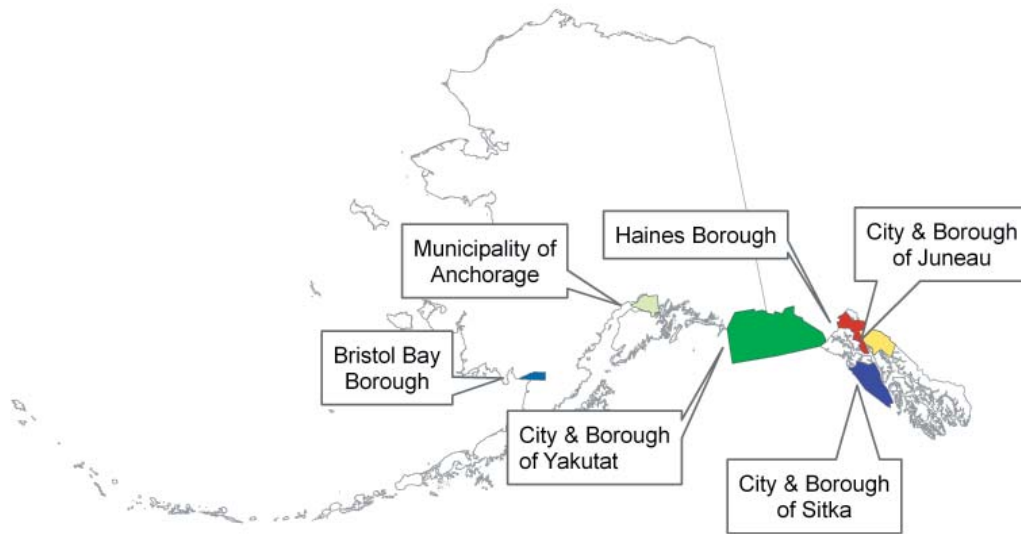 Haines Borough
City & Borough
of Juneau
Municipality of
Anchorage
Bristol Bay
Borough
City & Borough
of Yakutat
City & Borough
of Sitka